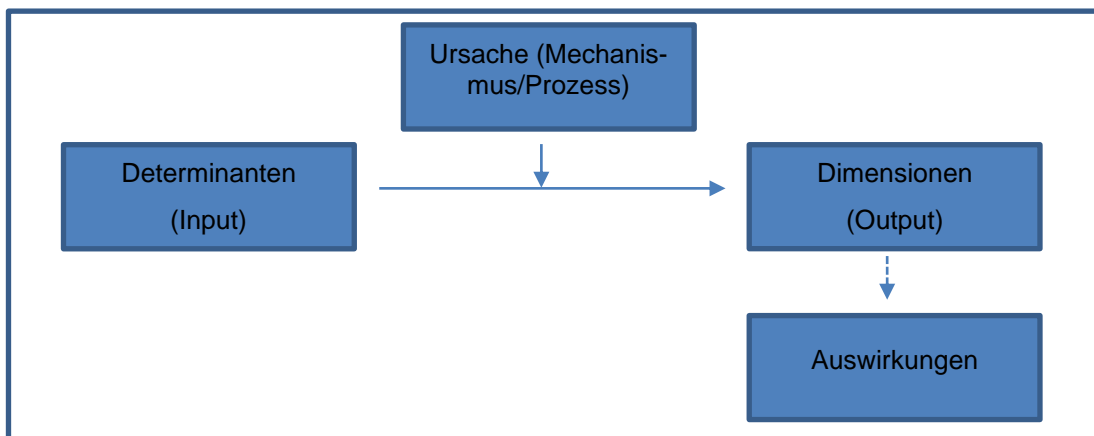 Ursache (Mechanis-
mus/Prozess)
Determinanten
(Input)
Dimensionen
(Output)
Auswirkungen